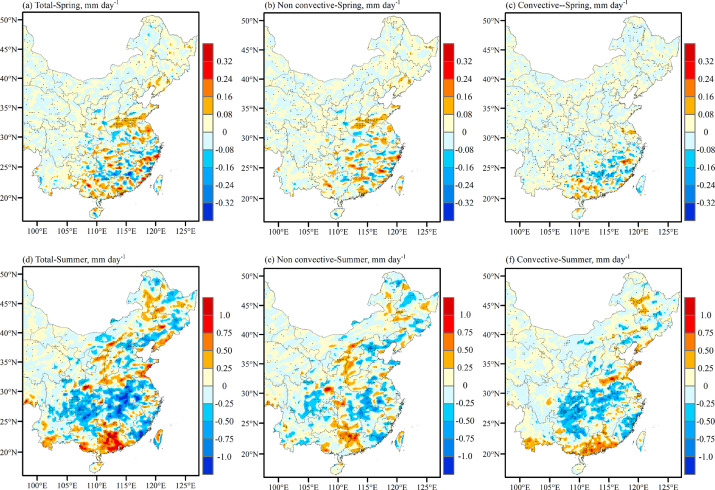 (a) Total-Spring, mm day-1
(b) Non convective-Spring, mm day-1
(c) Convective--Spring, mm day-1
50°N 45°N 40°N 35°N 30°N 25°N 20°N
0.32 0.24 0.16 0.08 0 -0.08 -0.16 -0.24 -0.32
50°N 45°N 40°N 35°N 30°N 25°N 20°N
0.32 0.24 0.16 0.08 0 -0.08 -0.16 -0.24 -0.32
50°N 45°N 40°N 35°N 30°N 25°N 20°N
0.32 0.24 0.16 0.08 0 -0.08 -0.16 -0.24 -0.32
100°E 105°E 110°E 115°E 120°E 125°E
100°E 105°E 110°E 115°E 120°E 125°E
100°E 105°E 110°E 115°E 120°E 125°E
(d) Total-Summer, mm day-1
(e) Non convective-Summer, mm day-1
(f) Convective-Summer, mm day-1
50°N 45°N 40°N 35°N 30°N 25°N 20°N
1.0 0.75 0.50 0.25 0 -0.25 -0.50 -0.75 -1.0
50°N 45°N 40°N 35°N 30°N 25°N 20°N
1.0 0.75 0.50 0.25 0 -0.25 -0.50 -0.75 -1.0
50°N 45°N 40°N 35°N 30°N 25°N 20°N
1.0 0.75 0.50 0.25 0 -0.25 -0.50 -0.75 -1.0
100°E 105°E 110°E 115°E 120°E 125°E
100°E 105°E 110°E 115°E 120°E 125°E
100°E 105°E 110°E 115°E 120°E 125°E